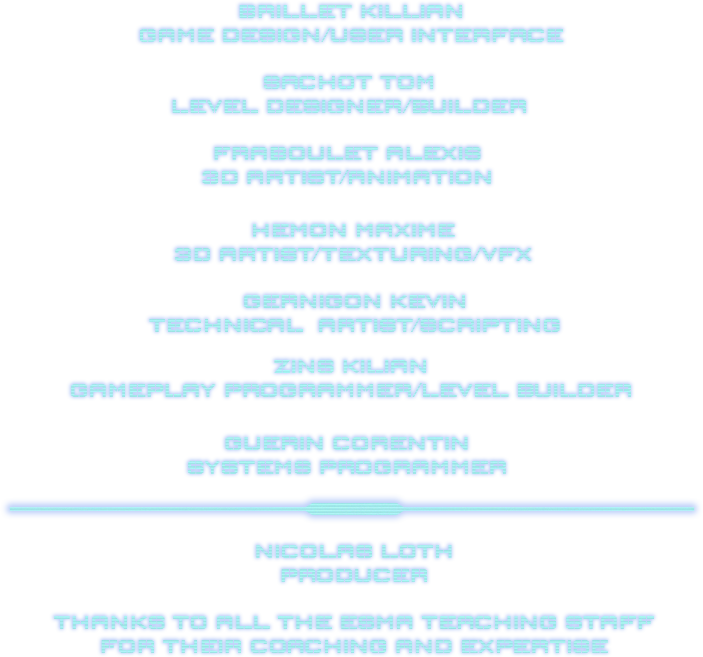 BRILLET KILLIAN
GAME DESIGN/USER INTERFACE
SACHOT TOM
LEVEL DESIGNER/BUILDER
FRABOULET ALEXIS
3D ARTIST/ANIMATION
HEMON MAXIME
3D ARTIST/TEXTURING/VFX
GERNIGON KEVIN
TECHNICAL ARTIST/SCRIPTING
ZINS KILIAN
GAMEPLAY PROGRAMMER/LEVEL BUILDER
GUERIN CORENTIN
SYSTEMS PROGRAMMER
NICOLAS LOTH
PRODUCER
THANKS TO ALL THE ESMA TEACHING STAFF
FOR THEIR COACHING AND EXPERTISE